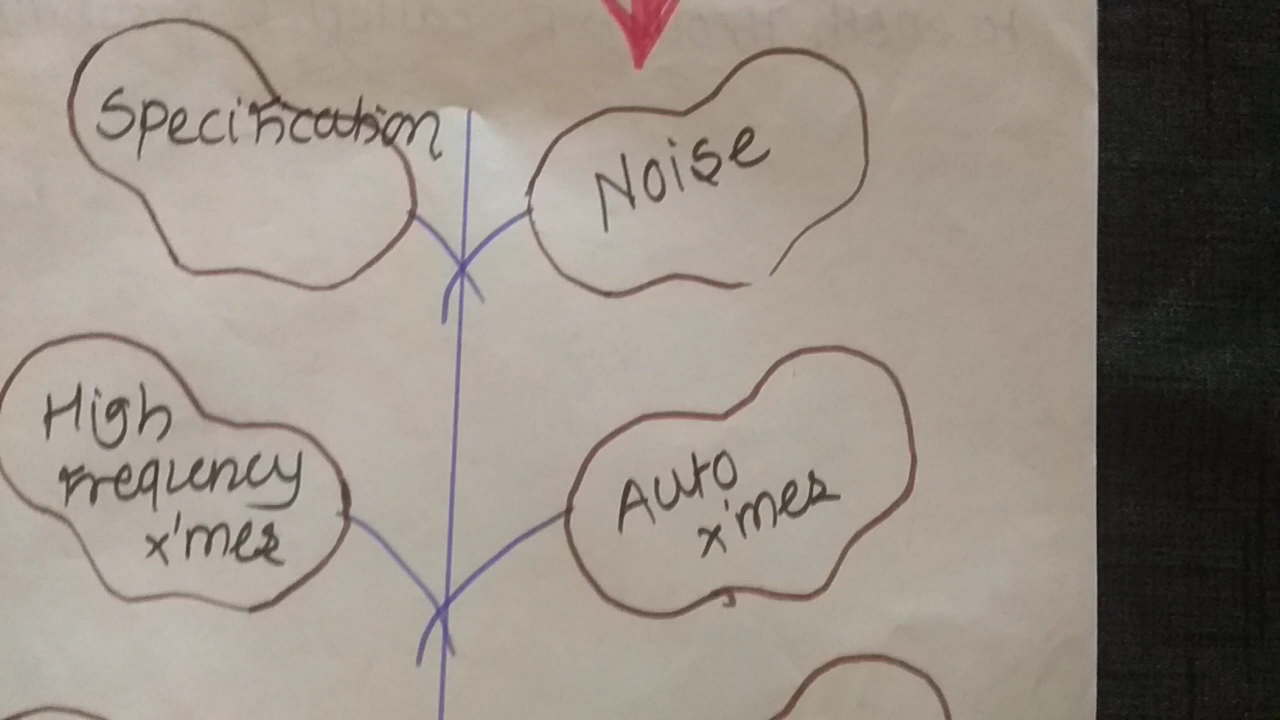 Specification
Noise
High
Frequency
x'mer
Auto
x'mer